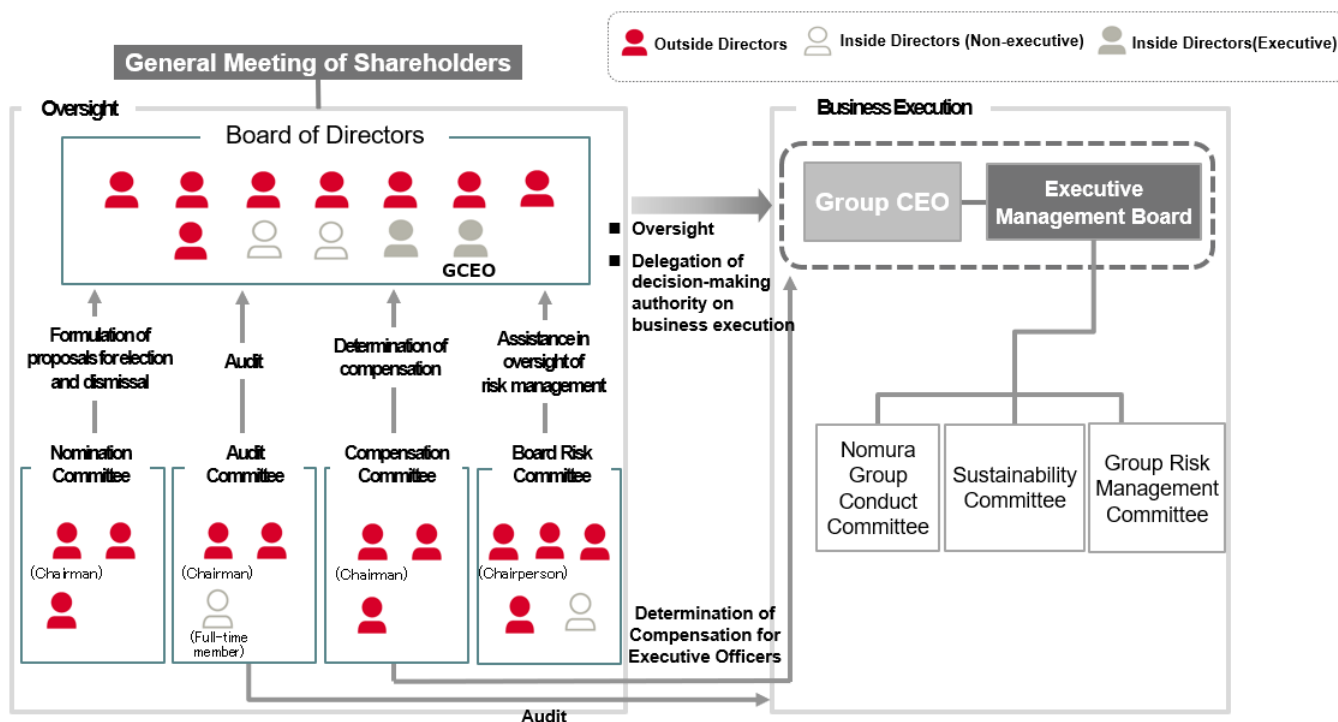 Outside Directors
Inside Directors (Non-executive)
Inside Directors(Executive)
General Meeting of Shareholders
Oversight
Board of Directors
GCEO
Formulation of
proposals for election
and dismissal
Audit
Determination of
compensation
Assistance in
oversight of
risk management
Nomination
Committee
(Chairman)
Audit
Committee
(Chairman)
(Full-time
member)
Compensation
Committee
(Chairman)
Board Risk
Committee
(Chairperson)
■ Oversight
■ Delegation of
decision-making
authority on
business execution
Determination of
Compensation for
Executive Officers
Audit
Business Execution
Group CEO
Executive
Management Board
Nomura
Group
Conduct
Committee
Sustainability
Committee
Group Risk
Management
Committee